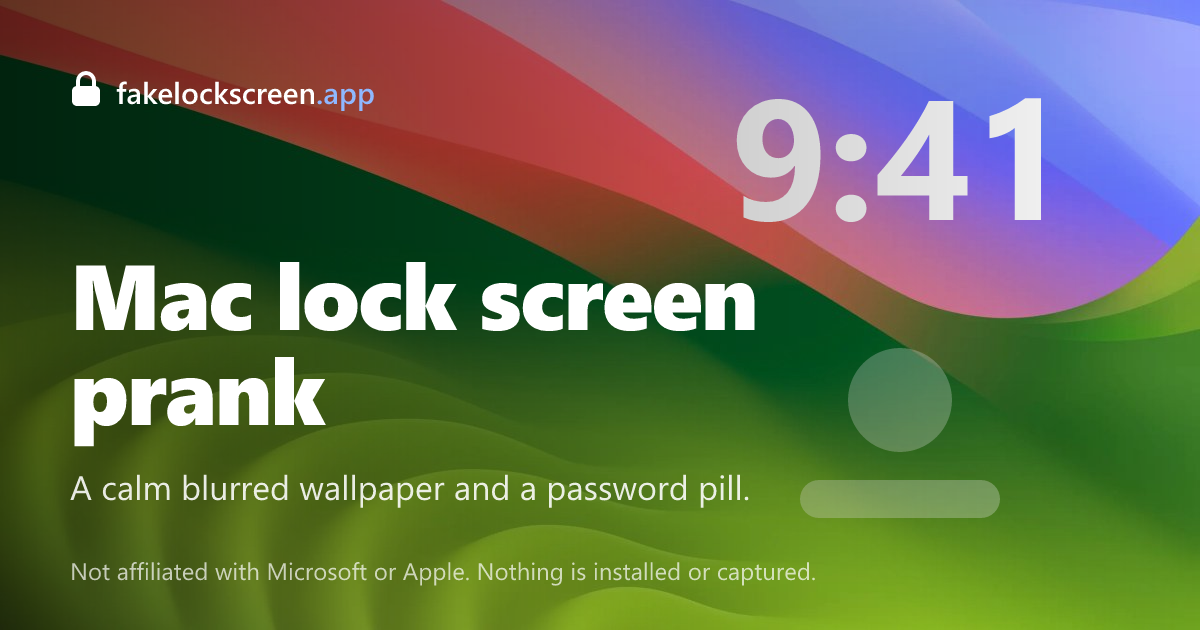 fakelockscreen.app
9:41
Mac lock screen
prank
A calm blurred wallpaper and a password pill.
Not affiliated with Microsoft or Apple. Nothing is installed or captured.